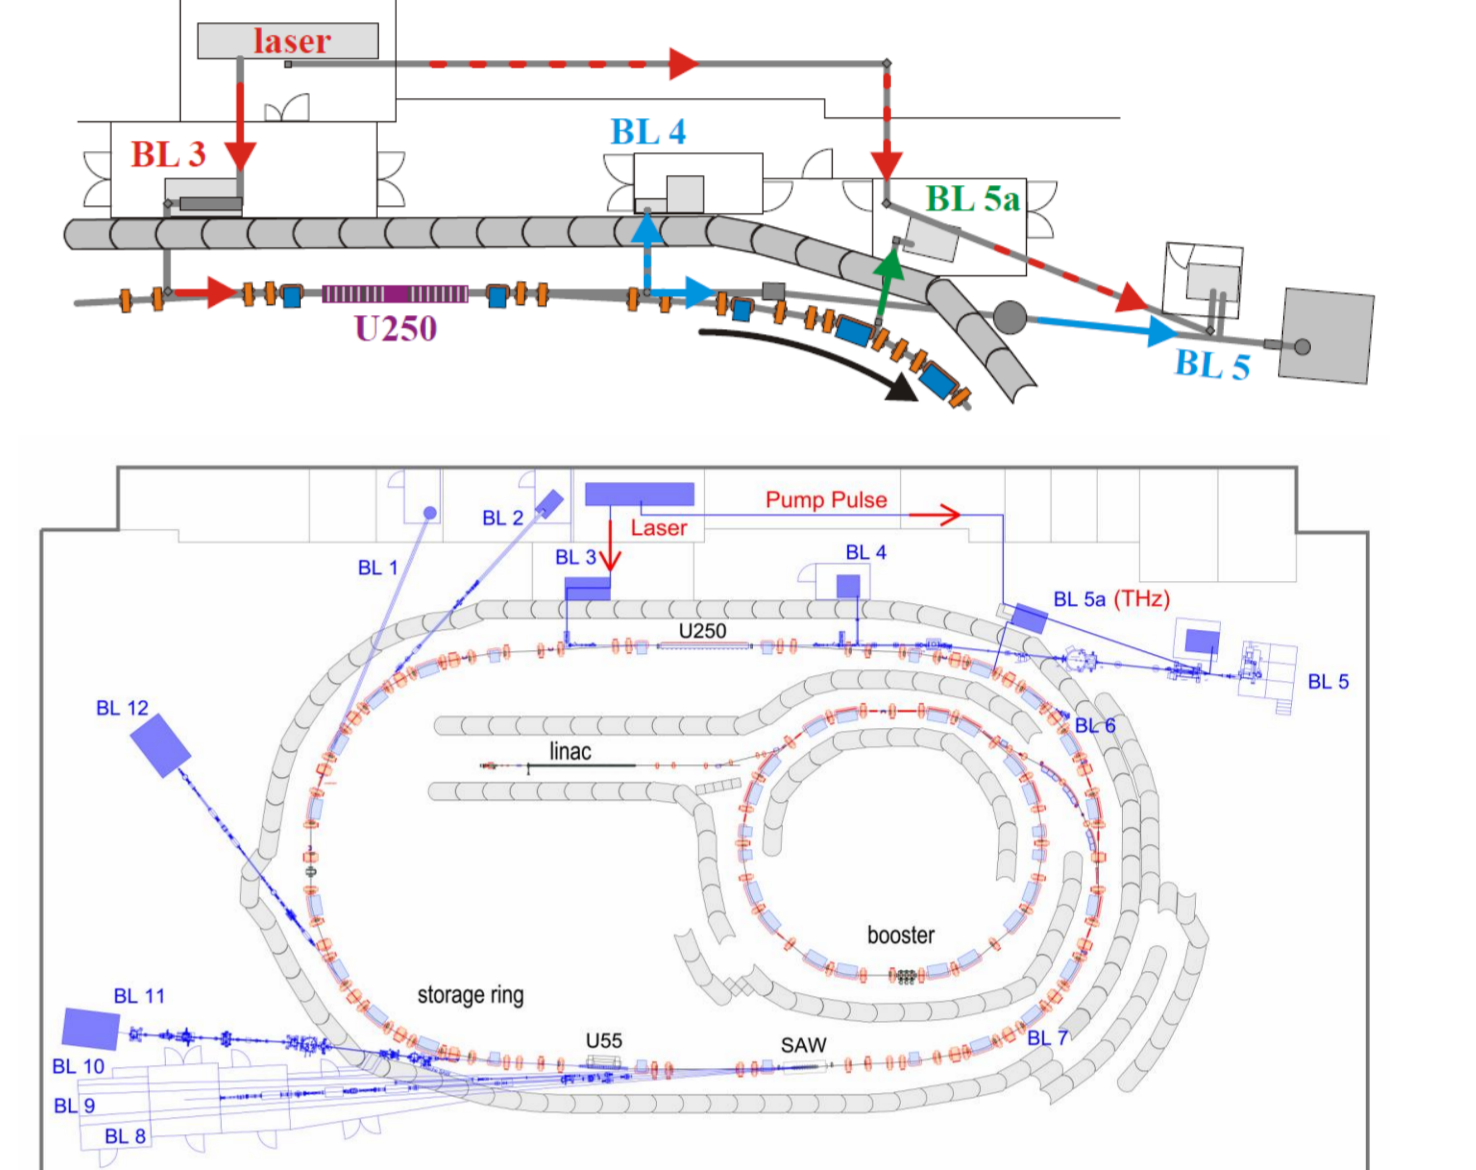 laser
BL 4
BL 3
BL 5a
U250
BL 5
Pump Pulse
BL 2
Laser
BL 4
BL 3
BL 1
BL 5a (THz)
U250
BL 5
BL 12
BL 6
linac
booster
storage ring
BL 11
U55
SAW
BL 7
BL 10
BL 9
BL 8